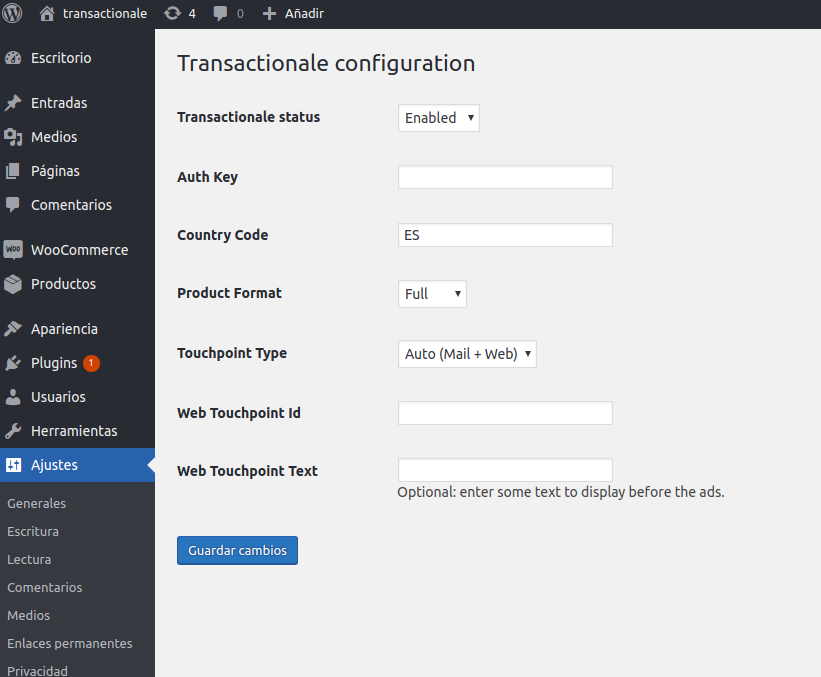 transactionale 4 0 Añadir
Escritorio
Entradas
Medios
Páginas
Comentarios
WOO WooCommerce
Productos
Apariencia
Plugins 1
Usuarios
Herramientas
Ajustes
Generales
Escritura
Lectura
Comentarios
Medios
Enlaces permanentes
Privacidad
Transactionale configuration
Transactionale status Enabled
Auth Key
Country Code ES
Product Format Full
Touchpoint Type Auto (Mail + Web)
Web Touchpoint Id
Web Touchpoint Text
Optional: enter some text to display before the ads.
Guardar cambios